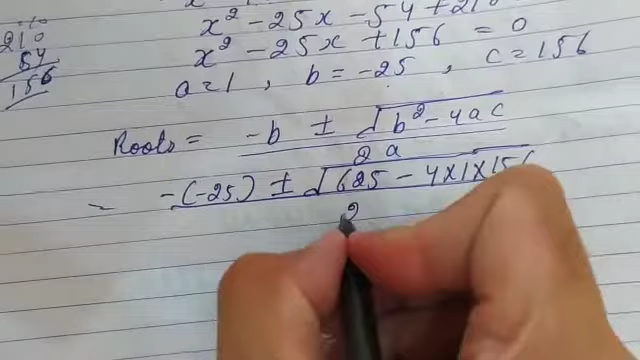 x² - 25x - 54 + 210
210
54
156
x² - 25x + 156 = 0
a = 1 , b = -25 , c = 156
Roots = -b ± √b² - 4ac
2a
= -(-25) ± √625 - 4×1×156
2